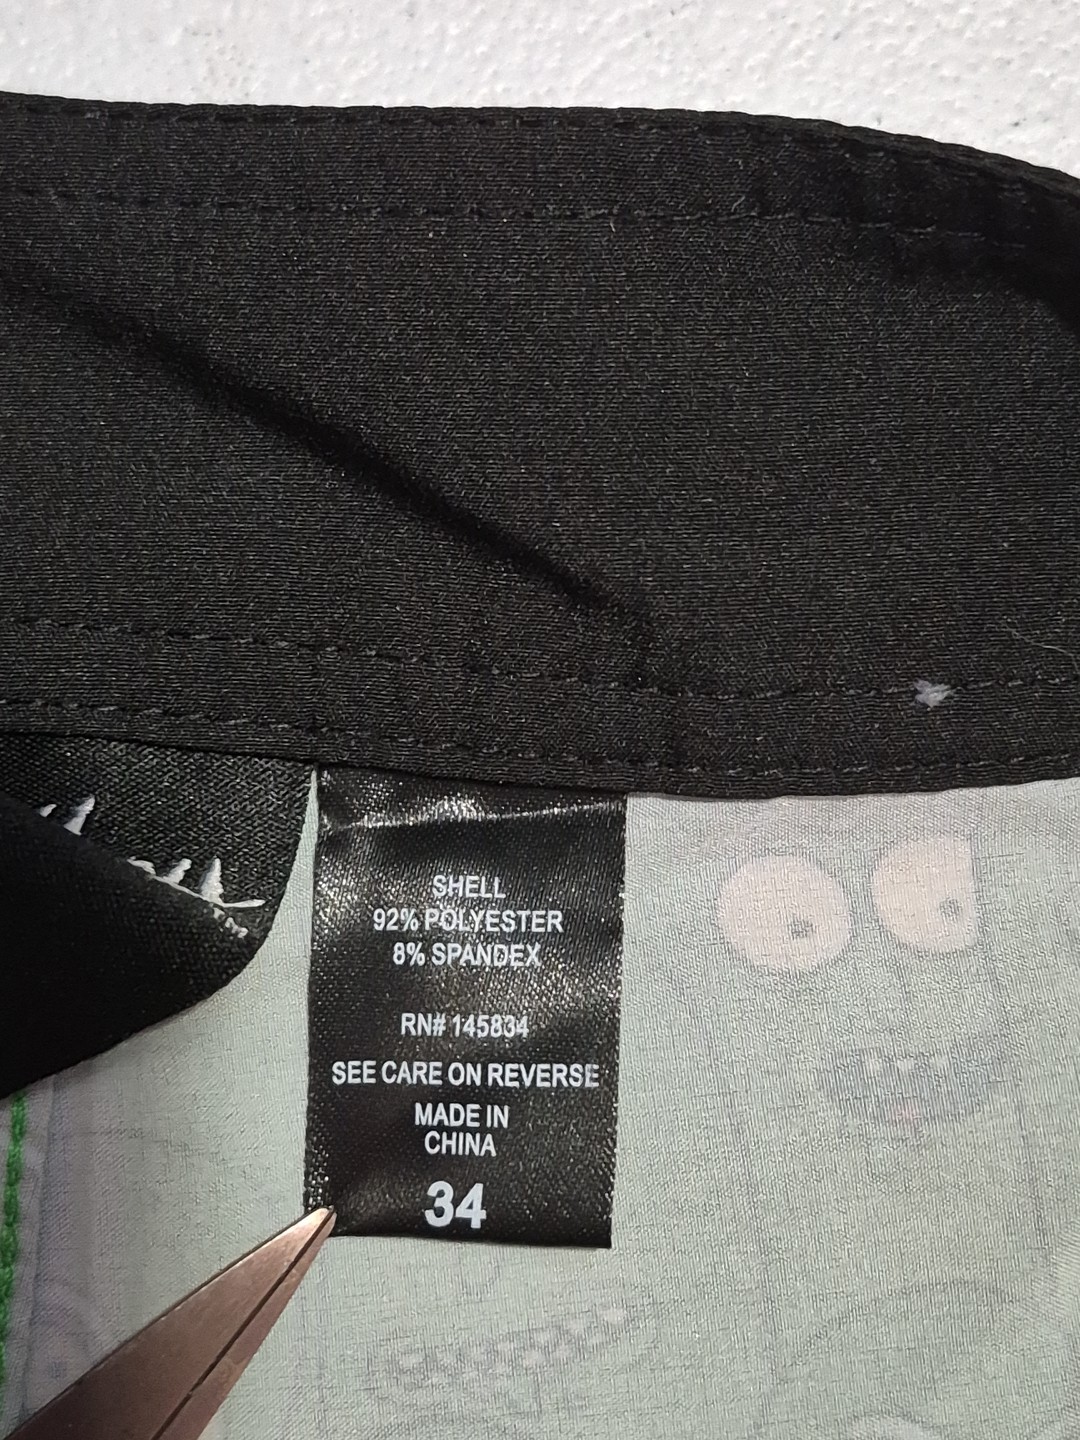 SHELL
92% POLYESTER
8% SPANDEX
RN# 145834
SEE CARE ON REVERSE
MADE IN
CHINA
34